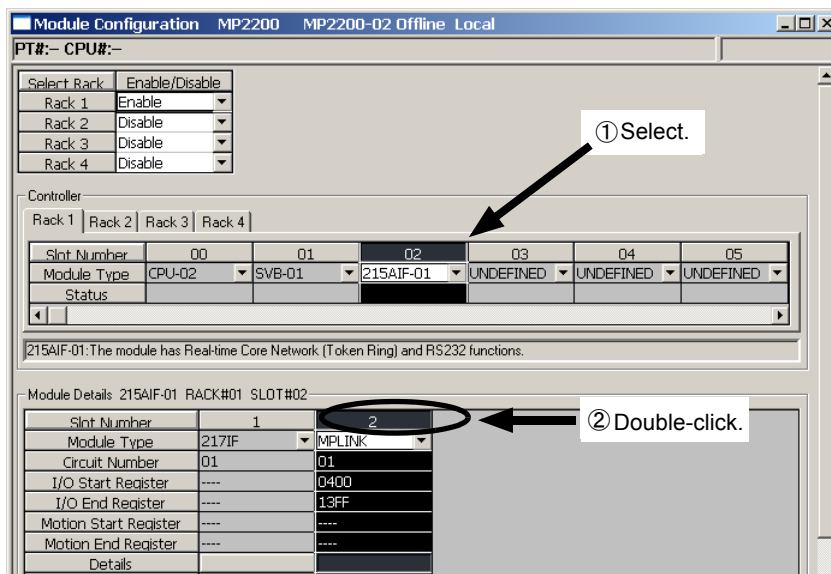 Module Configuration MP2200 MP2200-02 Offline Local
PT#:– CPU#:–
Select Rack Enable/Disable
Rack 1 Enable
Rack 2 Disable
Rack 3 Disable
Rack 4 Disable
①Select.
Controller
Rack 1 Rack 2 Rack 3 Rack 4
Slot Number 00 01 02 03 04 05
Module Type CPU-02 SVB-01 215AIF-01 UNDEFINED UNDEFINED UNDEFINED
Status
215AIF-01:The module has Real-time Core Network (Token Ring) and RS232 functions.
Module Details 215AIF-01 RACK#01 SLOT#02
Slot Number 1 2
②Double-click.
Module Type 217IF MPLINK
Circuit Number 01 01
I/O Start Register ---- 0400
I/O End Register ---- 13FF
Motion Start Register ---- ----
Motion End Register ---- ----
Details